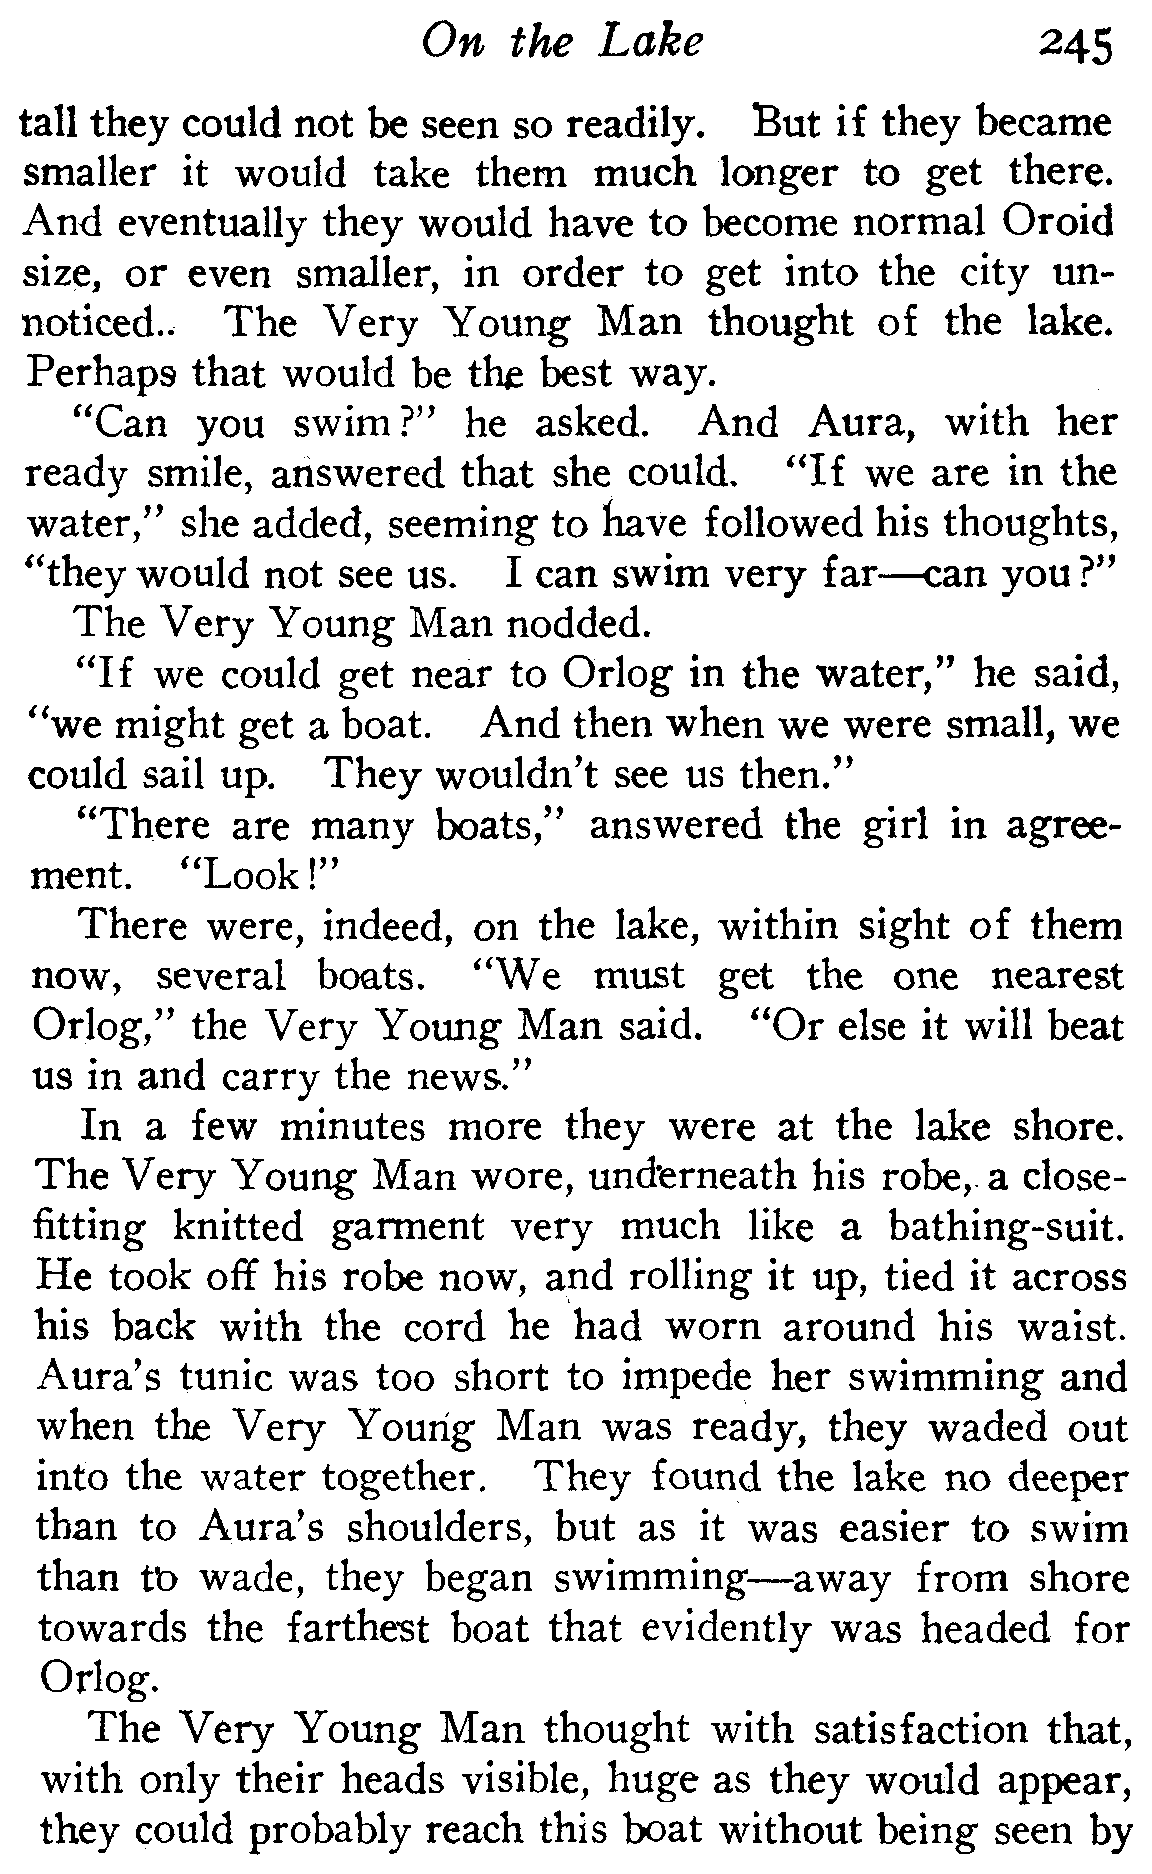 On the Lake 245
tall they could not be seen so readily. But if they became
smaller it would take them much longer to get there.
And eventually they would have to become normal Oroid
size, or even smaller, in order to get into the city un-
noticed.. The Very Young Man thought of the lake.
Perhaps that would be the best way.
"Can you swim?" he asked. And Aura, with her
ready smile, answered that she could. "If we are in the
water," she added, seeming to have followed his thoughts,
"they would not see us. I can swim very far—can you?"
The Very Young Man nodded.
"If we could get near to Orlog in the water," he said,
"we might get a boat. And then when we were small, we
could sail up. They wouldn't see us then."
"There are many boats," answered the girl in agree-
ment. "Look!"
There were, indeed, on the lake, within sight of them
now, several boats. "We must get the one nearest
Orlog," the Very Young Man said. "Or else it will beat
us in and carry the news."
In a few minutes more they were at the lake shore.
The Very Young Man wore, underneath his robe, a close-
fitting knitted garment very much like a bathing-suit.
He took off his robe now, and rolling it up, tied it across
his back with the cord he had worn around his waist.
Aura's tunic was too short to impede her swimming and
when the Very Young Man was ready, they waded out
into the water together. They found the lake no deeper
than to Aura's shoulders, but as it was easier to swim
than to wade, they began swimming—away from shore
towards the farthest boat that evidently was headed for
Orlog.
The Very Young Man thought with satisfaction that,
with only their heads visible, huge as they would appear,
they could probably reach this boat without being seen by